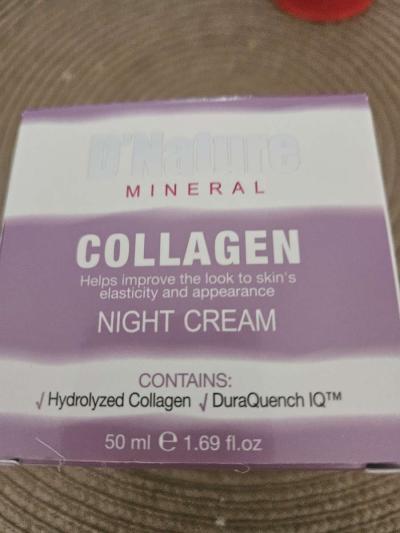 D'Nature
MINERAL
COLLAGEN
Helps improve the look to skin's
elasticity and appearance
NIGHT CREAM
CONTAINS:
√ Hydrolyzed Collagen √ DuraQuench IQ™
50 ml ℮ 1.69 fl.oz